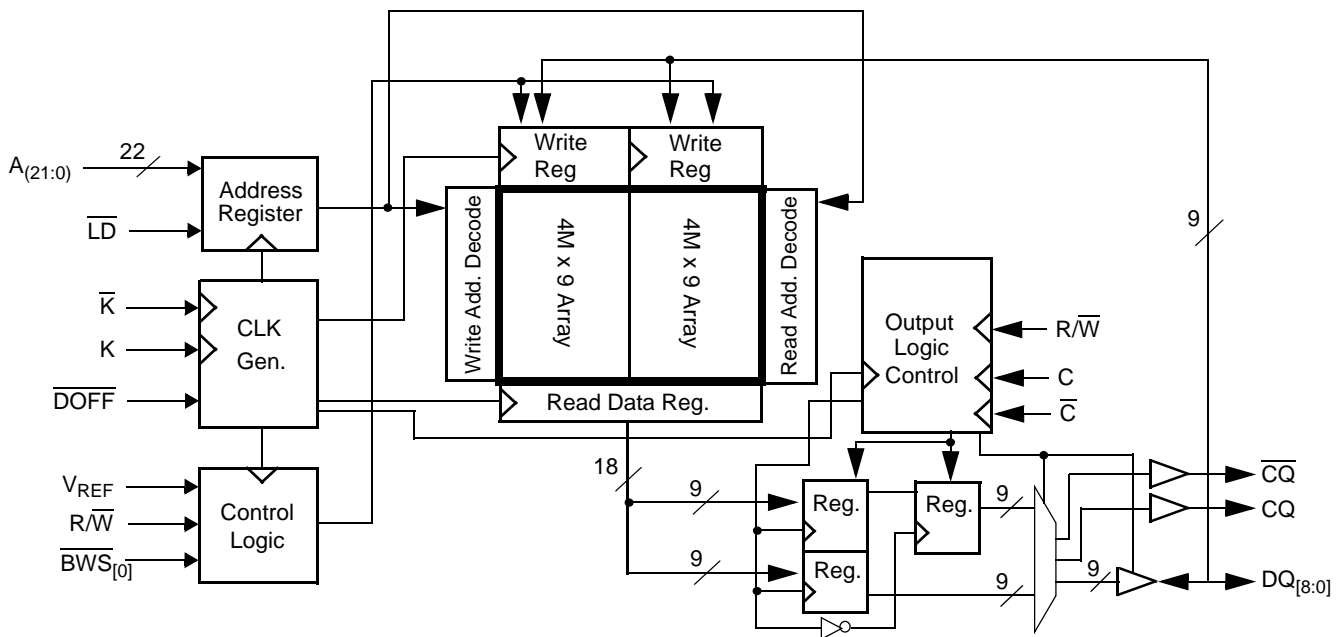 A(21:0)
22
LD
Address
Register
K
K
DOFF
CLK
Gen.
VREF
R/W
BWS[0]
Control
Logic
Write
Reg
Write
Reg
Write Add. Decode
4M x 9 Array
4M x 9 Array
Read Add. Decode
Read Data Reg.
9
Output
Logic
Control
R/W
C
C
18
9
9
Reg.
Reg.
Reg.
9
9
9
CQ
CQ
DQ[8:0]